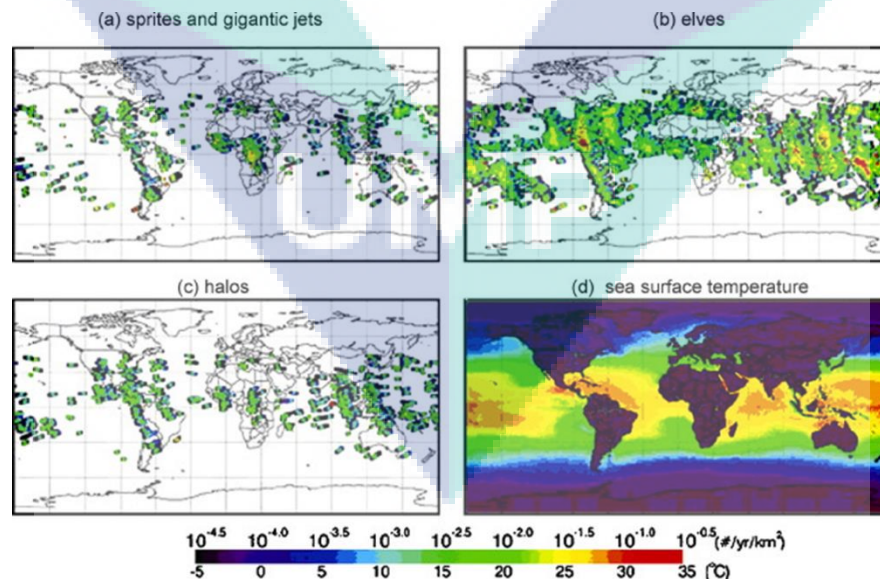 (a) sprites and gigantic jets
(b) elves
UMP
(c) halos
(d) sea surface temperature
10^-4.5 10^-4.0 10^-3.5 10^-3.0 10^-2.5 10^-2.0 10^-1.5 10^-1.0 10^-0.5 (#/yr/km²)
-5 0 5 10 15 20 25 30 35 [°C]